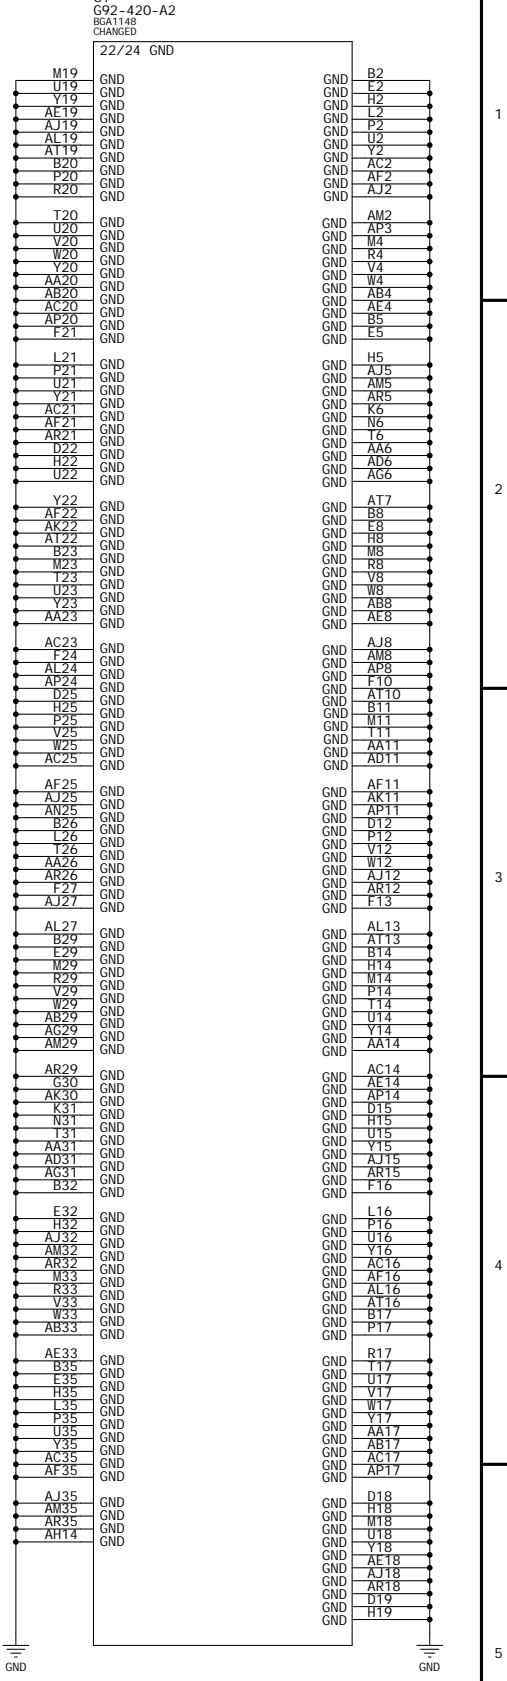 G92-420-A2
BGA1148
CHANGED
22/24 GND
M19 GND GND B2
U19 GND GND E2
Y19 GND GND H2
AE19 GND GND L2
AJ19 GND GND P2
AL19 GND GND U2
AT19 GND GND Y2
B20 GND GND AC2
P20 GND GND AF2
R20 GND GND AJ2
T20 GND GND AM2
U20 GND GND AP3
V20 GND GND M4
W20 GND GND R4
Y20 GND GND V4
AA20 GND GND W4
AB20 GND GND AB4
AC20 GND GND AE4
AP20 GND GND B5
F21 GND GND E5
L21 GND GND H5
P21 GND GND AJ5
U21 GND GND AM5
Y21 GND GND AR5
AC21 GND GND K6
AF21 GND GND N6
AR21 GND GND T6
D22 GND GND AA6
H22 GND GND AD6
U22 GND GND AG6
Y22 GND GND AT7
AF22 GND GND B8
AK22 GND GND E8
AT22 GND GND H8
B23 GND GND M8
M23 GND GND R8
T23 GND GND V8
U23 GND GND W8
Y23 GND GND AB8
AA23 GND GND AE8
AC23 GND GND AJ8
F24 GND GND AM8
AL24 GND GND AP8
AP24 GND GND F10
D25 GND GND AT10
H25 GND GND B11
P25 GND GND M11
V25 GND GND T11
W25 GND GND AA11
AC25 GND GND AD11
AF25 GND GND AF11
AJ25 GND GND AK11
AN25 GND GND AP11
B26 GND GND D12
L26 GND GND P12
T26 GND GND V12
AA26 GND GND W12
AR26 GND GND AJ12
F27 GND GND AR12
AJ27 GND GND F13
AL27 GND GND AL13
B29 GND GND AT13
E29 GND GND B14
M29 GND GND H14
R29 GND GND M14
V29 GND GND P14
W29 GND GND T14
AB29 GND GND U14
AG29 GND GND Y14
AM29 GND GND AA14
AR29 GND GND AC14
G30 GND GND AE14
AK30 GND GND AP14
K31 GND GND D15
N31 GND GND H15
T31 GND GND U15
AA31 GND GND Y15
AD31 GND GND AJ15
AG31 GND GND AR15
B32 GND GND F16
E32 GND GND L16
H32 GND GND P16
AJ32 GND GND U16
AM32 GND GND Y16
AR32 GND GND AC16
M33 GND GND AF16
R33 GND GND AL16
V33 GND GND AT16
W33 GND GND B17
AB33 GND GND P17
AE33 GND GND R17
B35 GND GND T17
E35 GND GND U17
H35 GND GND V17
L35 GND GND W17
P35 GND GND Y17
U35 GND GND AA17
Y35 GND GND AB17
AC35 GND GND AC17
AF35 GND GND AP17
AJ35 GND GND D18
AM35 GND GND H18
AR35 GND GND M18
AH14 GND GND U18
GND Y18
GND AE18
GND AJ18
GND AR18
GND D19
GND H19
GND GND
1
2
3
4
5